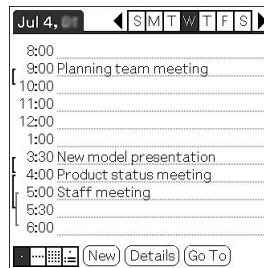 Jul 4, S M T W T F S
8:00
9:00 Planning team meeting
10:00
11:00
12:00
1:00
3:30 New model presentation
4:00 Product status meeting
5:00 Staff meeting
5:30
6:00
New Details Go To